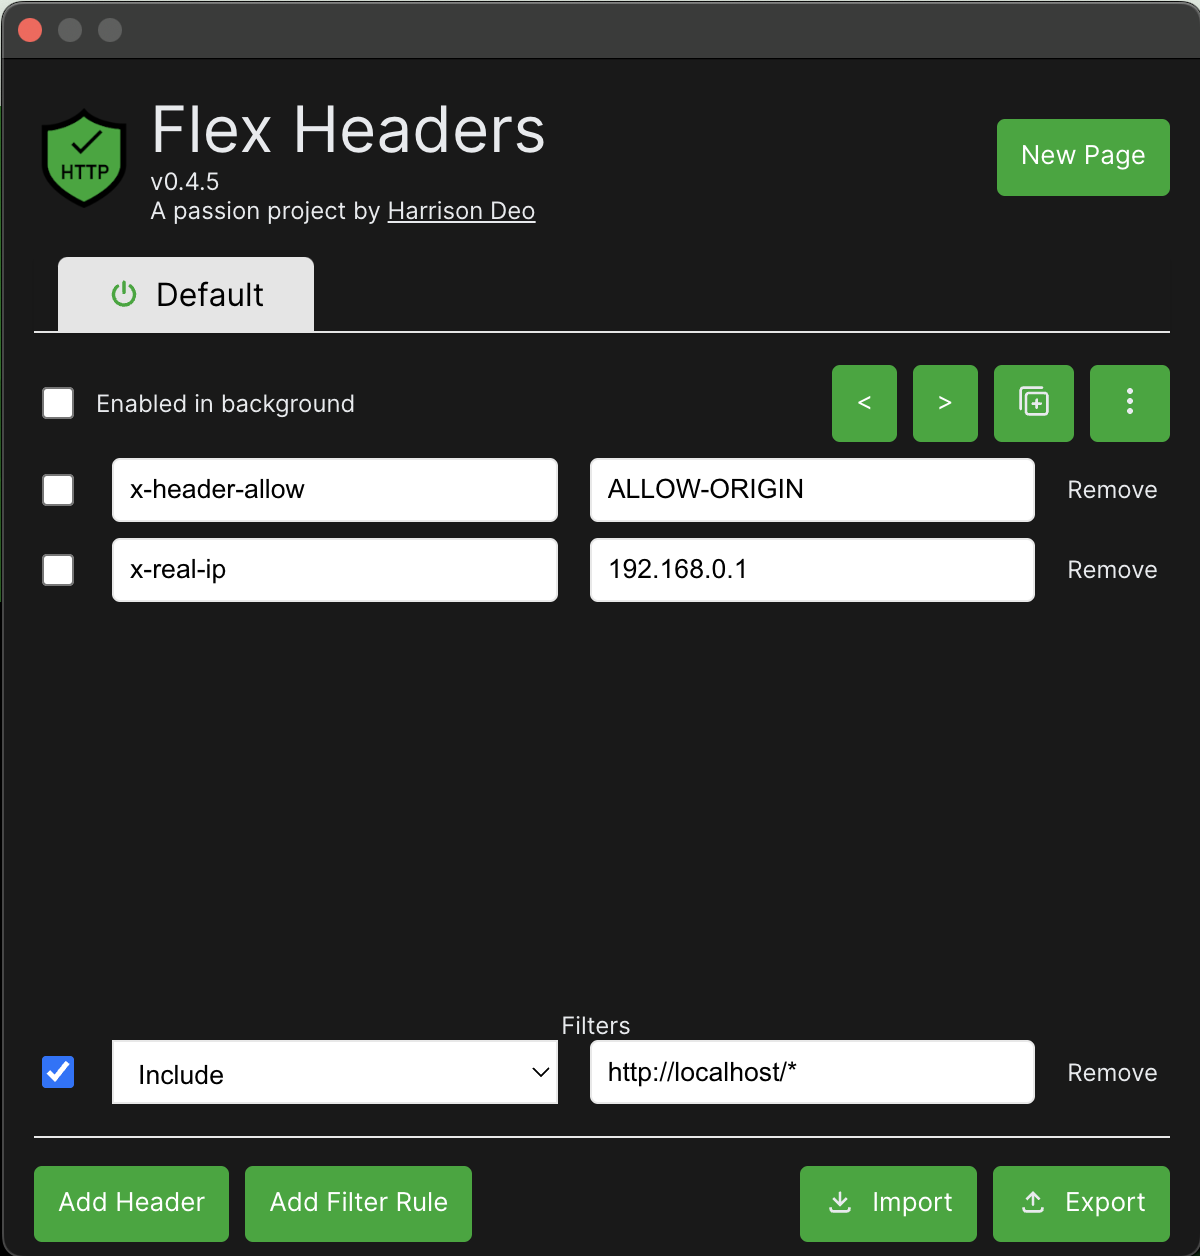 HTTP
Flex Headers
v0.4.5
A passion project by Harrison Deo
New Page
Default
Enabled in background
<
>
x-header-allow
ALLOW-ORIGIN
Remove
x-real-ip
192.168.0.1
Remove
Filters
Include
http://localhost/*
Remove
Add Header
Add Filter Rule
Import
Export